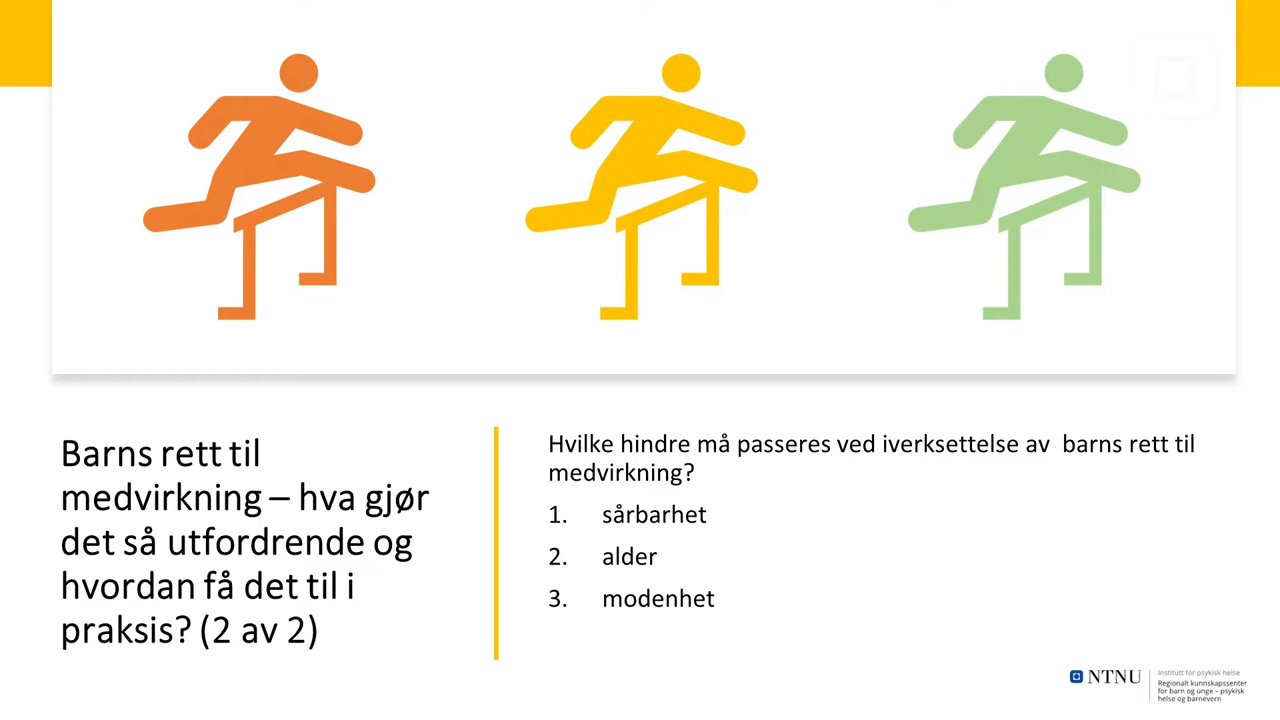 Barns rett til
medvirkning – hva gjør
det så utfordrende og
hvordan få det til i
praksis? (2 av 2)
Hvilke hindre må passeres ved iverksettelse av  barns rett til
medvirkning?
1. sårbarhet
2. alder
3. modenhet
NTNU
Institutt for psykisk helse
Regionalt kunnskapssenter
for barn og unge – psykisk
helse og barnevern